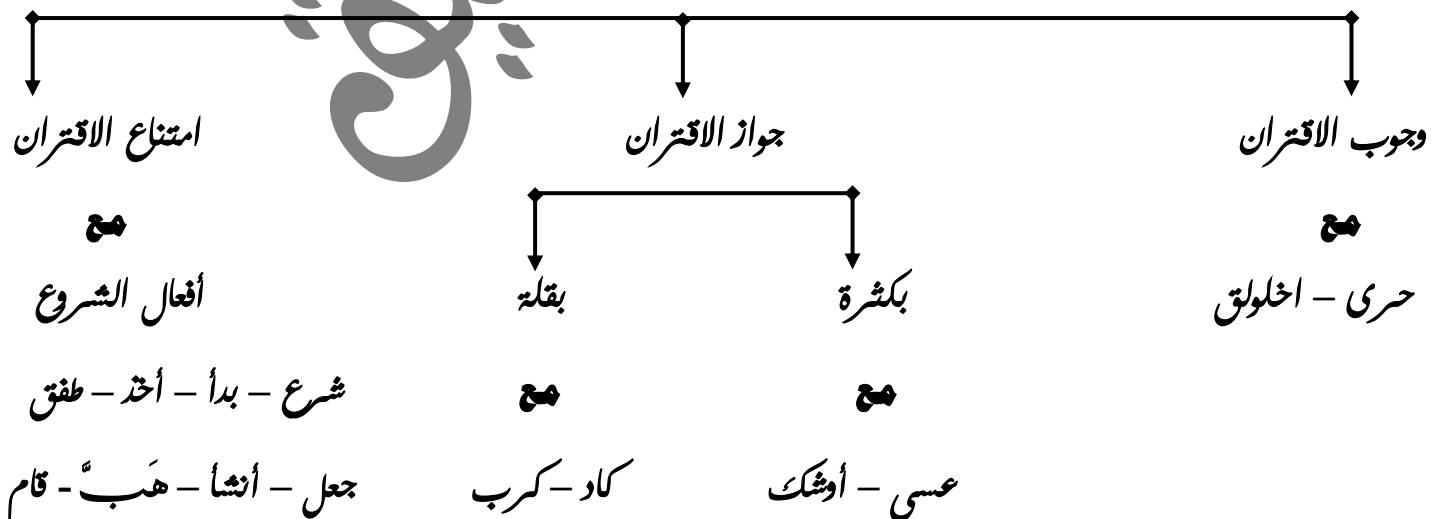 وجوب الاقتران
جواز الاقتران
امتناع الاقتران
مع
مع
حرى – اخلولق
بكثرة
بقلة
أفعال الشروع
مع
مع
شرع – بدأ – أخذ – طفق
عسى – أوشك
كاد – كرب
جعل – أنشأ – هَبَّ - قام